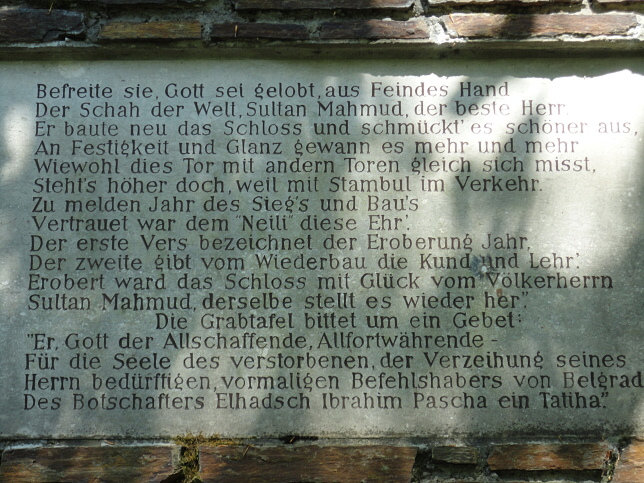 Befreite sie, Gott sei gelobt, aus Feindes Hand
Der Schah der Welt, Sultan Mahmud, der beste Herr,
Er baute neu das Schloss und schmückt' es schöner aus,
An Festigkeit und Glanz gewann es mehr und mehr
Wiewohl dies Tor mit andern Toren gleich sich misst,
Steht's höher doch, weil mit Stambul im Verkehr.
Zu melden Jahr des Sieg's und Bau's
Vertrauet war dem "Neili" diese Ehr'.
Der erste Vers bezeichnet der Eroberung Jahr,
Der zweite gibt vom Wiederbau die Kund und Lehr'.
Erobert ward das Schloss mit Glück vom Völkerherrn
Sultan Mahmud, derselbe stellt es wieder her".
Die Grabtafel bittet um ein Gebet:
"Er, Gott der Allschaffende, Allfortwährende -
Für die Seele des verstorbenen, der Verzeihung seines
Herrn bedürfftigen, vormaligen Befehlshabers von Belgrad
Des Botschafters Elhadsch Ibrahim Pascha ein Fatiha."